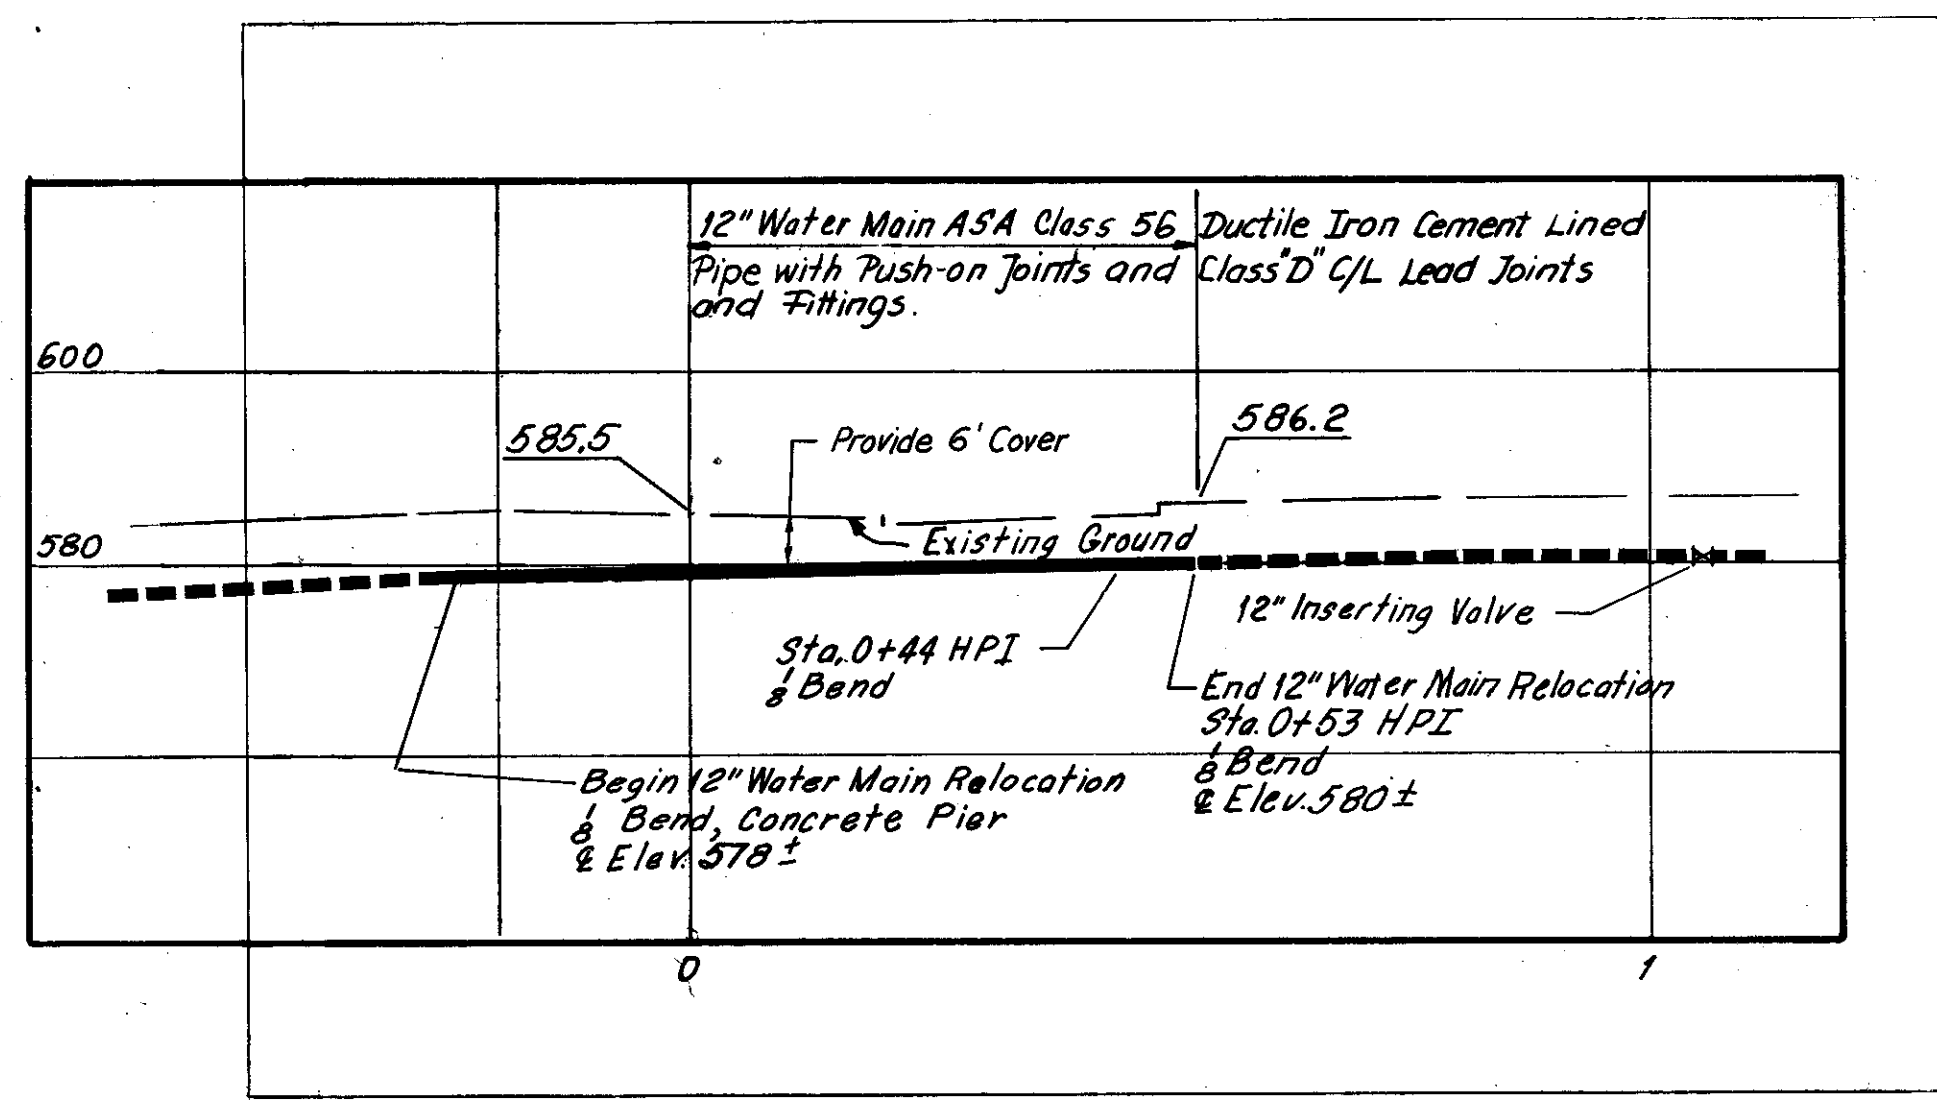 12" Water Main ASA Class 56
Pipe with Push-on Joints and
and Fittings.
Ductile Iron Cement Lined
Class "D" C/L Lead Joints
600
585.5
Provide 6' Cover
586.2
580
Existing Ground
12" Inserting Valve
Sta. 0+44 HPI
1/8 Bend
End 12" Water Main Relocation
Sta. 0+53 HPI
1/8 Bend
℄ Elev. 580 ±
Begin 12" Water Main Relocation
1/8 Bend, Concrete Pier
℄ Elev. 578 ±
0
1